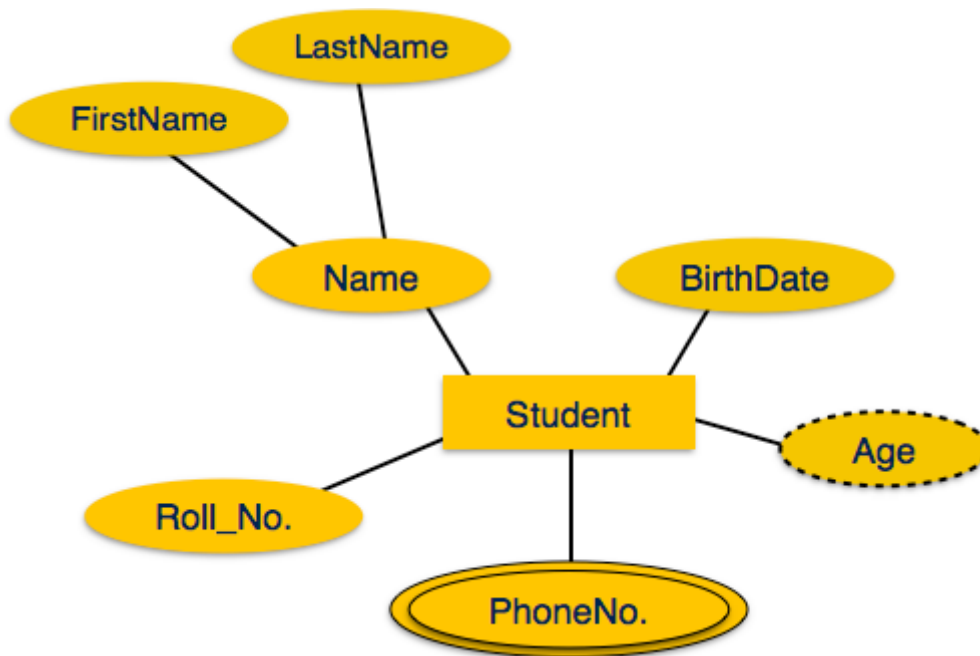 LastName
FirstName
Name
BirthDate
Student
Age
Roll_No.
PhoneNo.